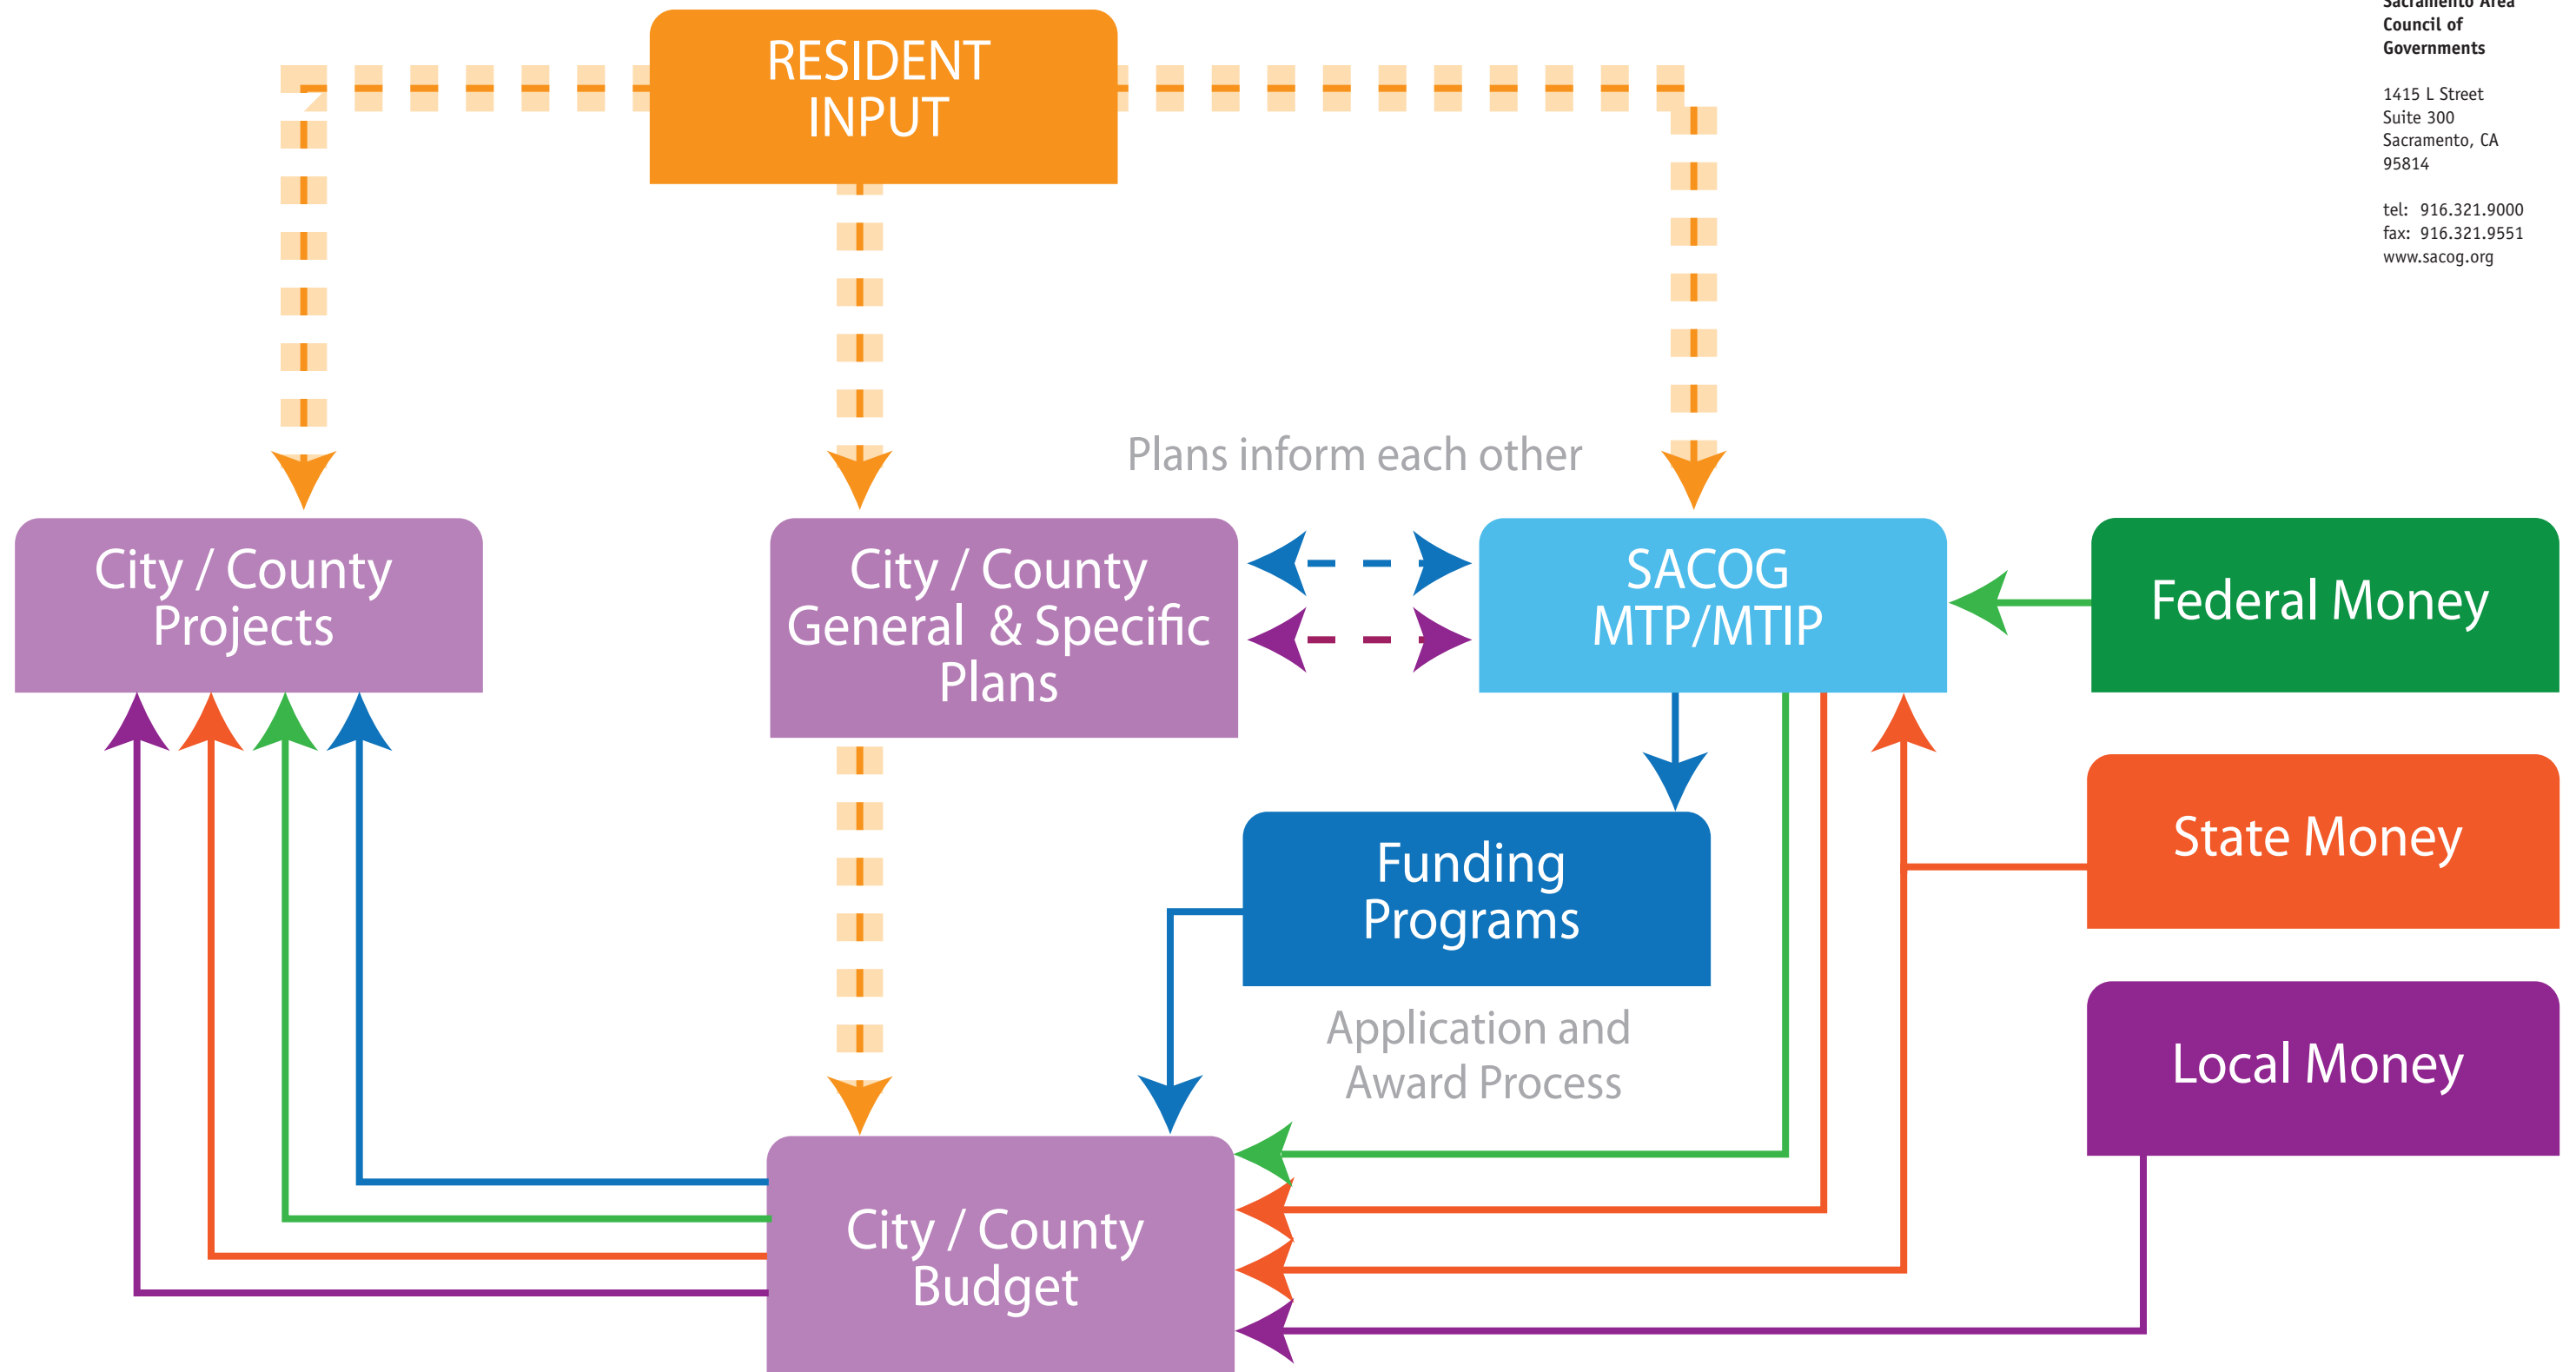 Sacramento Area
Council of
Governments
1415 L Street
Suite 300
Sacramento, CA
95814
tel: 916.321.9000
fax: 916.321.9551
www.sacog.org
RESIDENT
INPUT
Plans inform each other
City / County
Projects
City / County
General & Specific
Plans
SACOG
MTP/MTIP
Federal Money
State Money
Funding
Programs
Application and
Award Process
Local Money
City / County
Budget